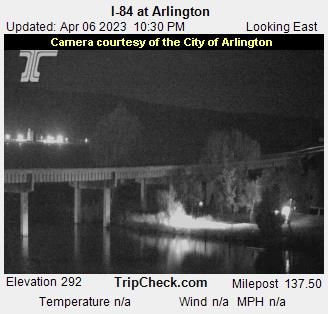 I-84 at Arlington
Updated: Apr 06 2023 10:30 PM Looking East
Camera courtesy of the City of Arlington
Elevation 292 TripCheck.com Milepost 137.50
Temperature n/a Wind n/a MPH n/a